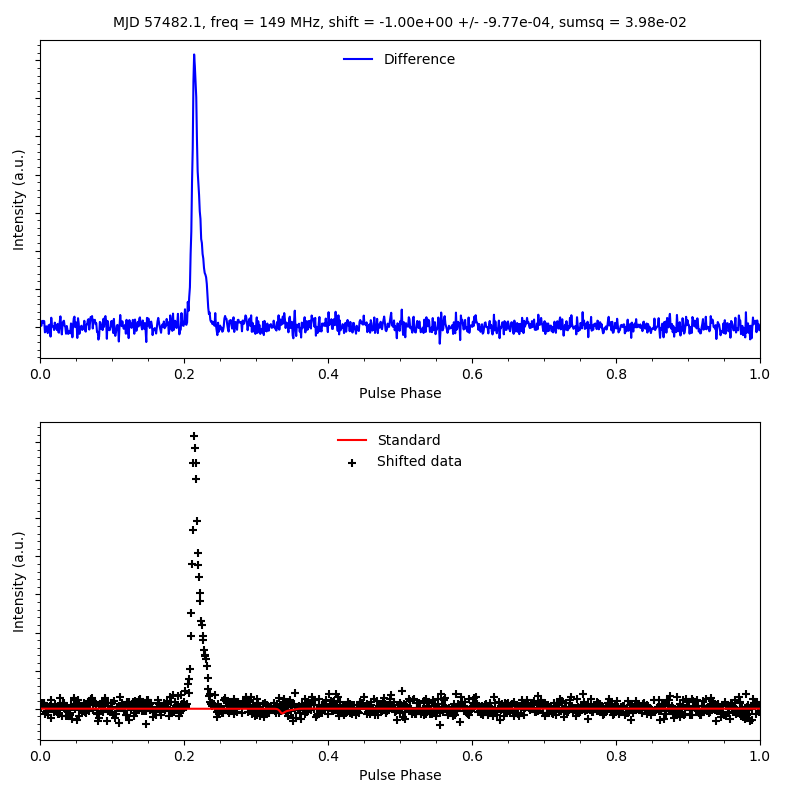 MJD 57482.1, freq = 149 MHz, shift = -1.00e+00 +/- -9.77e-04, sumsq = 3.98e-02
Difference
Intensity (a.u.)
0.0 0.2 0.4 0.6 0.8 1.0
Pulse Phase
Standard
Shifted data
Intensity (a.u.)
0.0 0.2 0.4 0.6 0.8 1.0
Pulse Phase